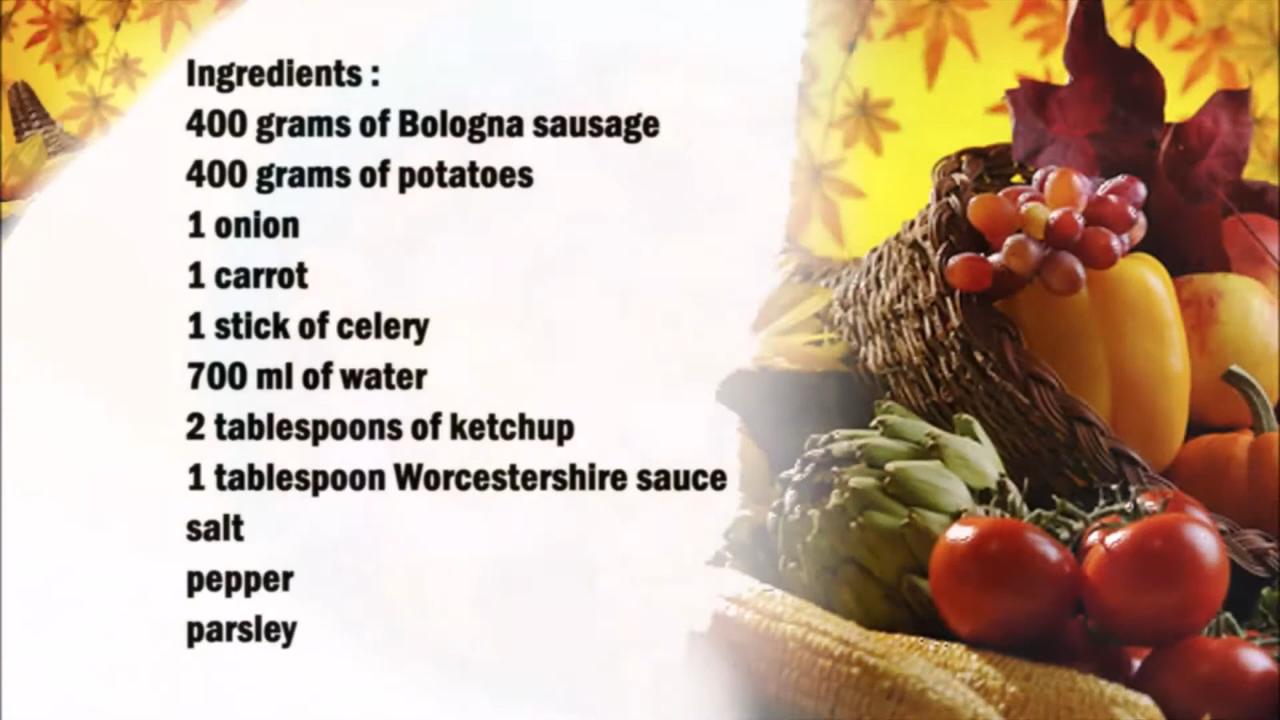 Ingredients :
400 grams of Bologna sausage
400 grams of potatoes
1 onion
1 carrot
1 stick of celery
700 ml of water
2 tablespoons of ketchup
1 tablespoon Worcestershire sauce
salt
pepper
parsley